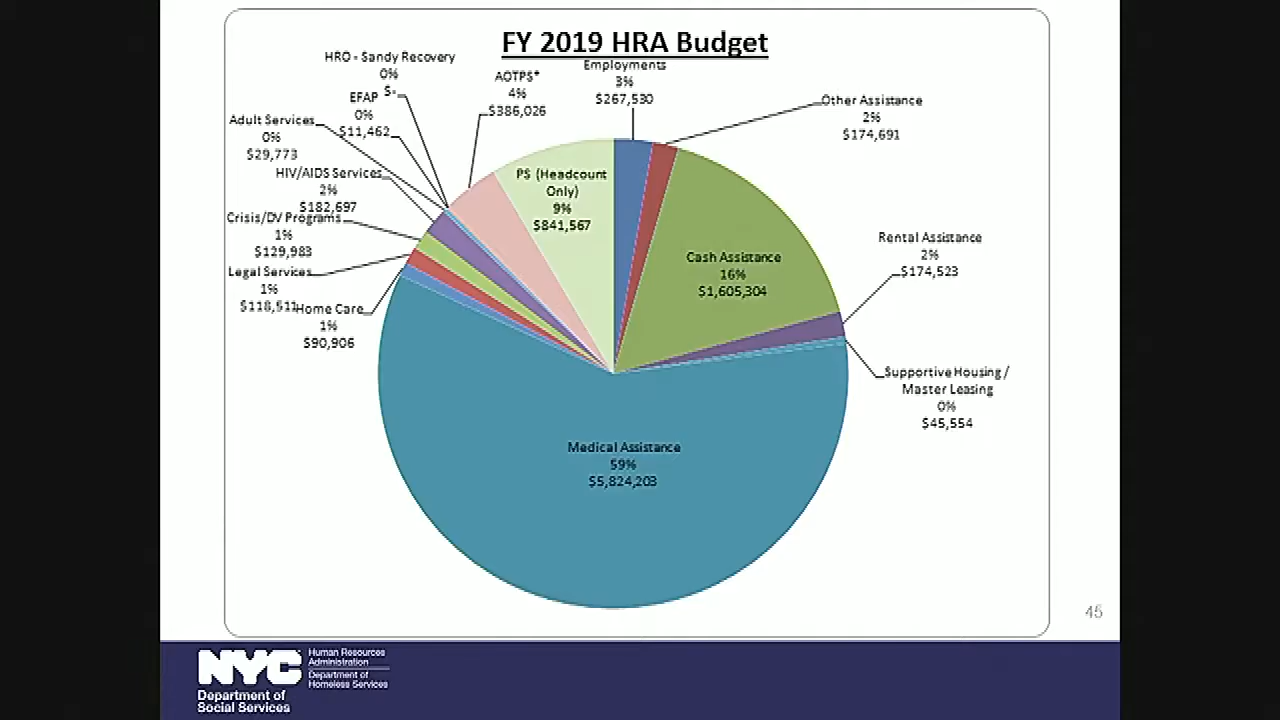 FY 2019 HRA Budget
HRO - Sandy Recovery
0%
$-
EFAP
0%
$11,462
Adult Services
0%
$29,773
HIV/AIDS Services
2%
$182,697
Crisis/DV Programs
1%
$129,983
Legal Services
1%
$118,511
Home Care
1%
$90,906
AOTPS*
4%
$386,026
PS (Headcount
Only)
9%
$841,567
Employments
3%
$267,530
Other Assistance
2%
$174,691
Cash Assistance
16%
$1,605,304
Rental Assistance
2%
$174,523
Supportive Housing /
Master Leasing
0%
$45,554
Medical Assistance
59%
$5,824,203
45
NYC
Department of
Social Services
Human Resources
Administration
Department of
Homeless Services